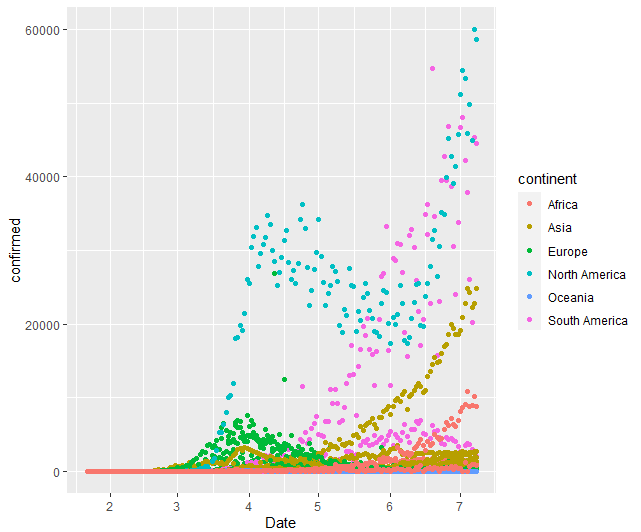 60000
40000
20000
0
confirmed
2 3 4 5 6 7
Date
continent
Africa
Asia
Europe
North America
Oceania
South America